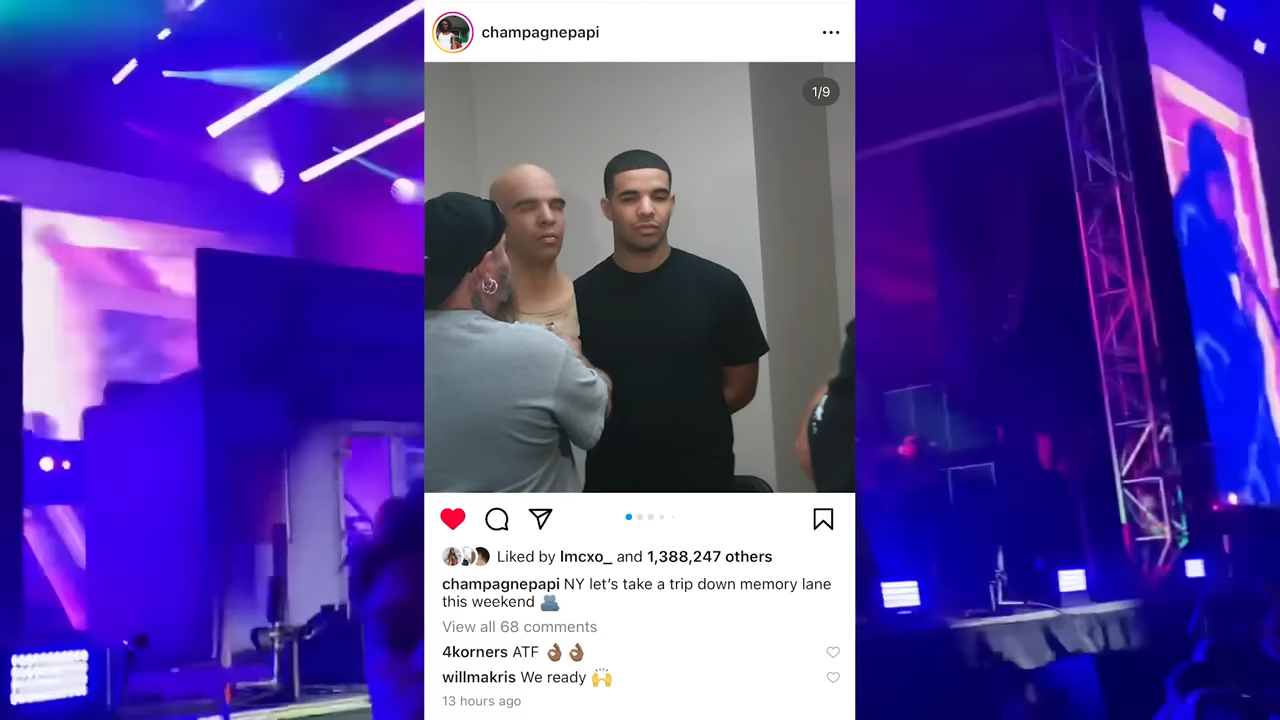 champagnepapi
1/9
Liked by lmcxo_ and 1,388,247 others
champagnepapi NY let's take a trip down memory lane
this weekend 🫂
View all 68 comments
4korners ATF 👌🏾👌🏾
willmakris We ready 🙌
13 hours ago